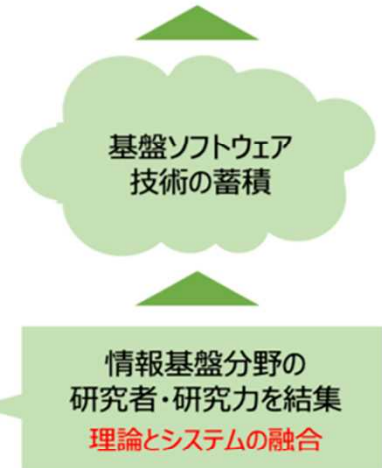 基盤ソフトウェア
技術の蓄積
情報基盤分野の
研究者・研究力を結集
理論とシステムの融合